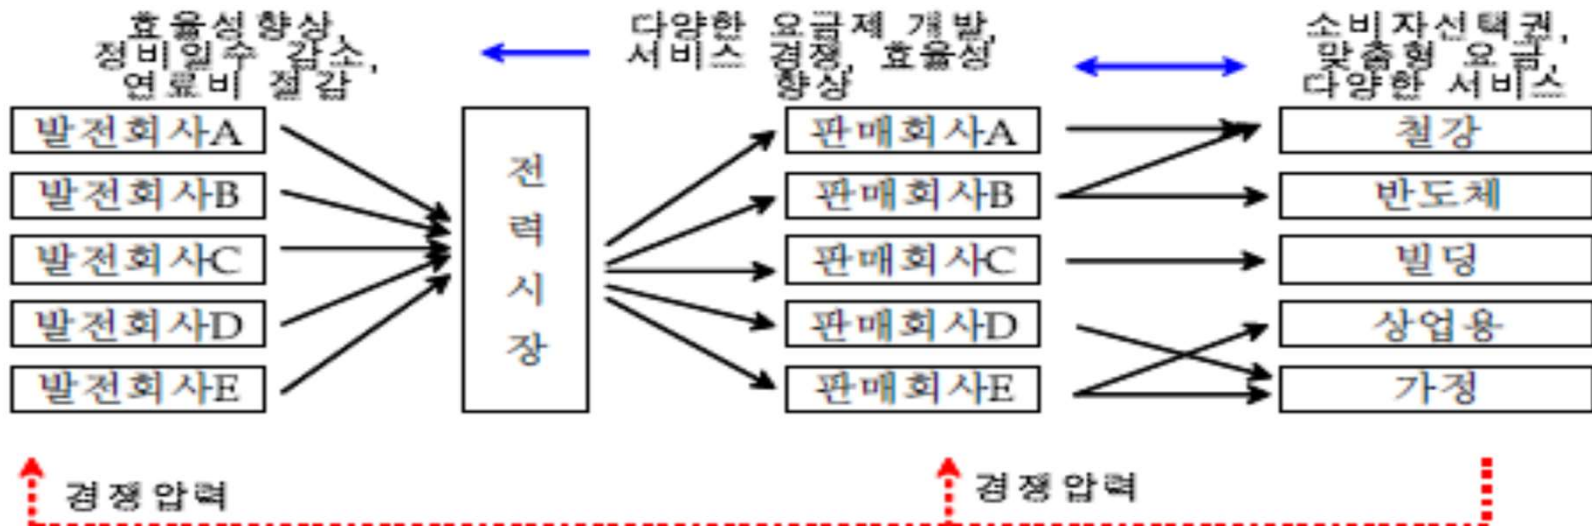 효율성향상,
정비일수 감소,
연료비 절감
다양한 요금제 개발,
서비스 경쟁, 효율성
향상
소비자선택권,
맞춤형 요금,
다양한 서비스
발전회사A
발전회사B
발전회사C
발전회사D
발전회사E
전
력
시
장
판매회사A
판매회사B
판매회사C
판매회사D
판매회사E
철강
반도체
빌딩
상업용
가정
경쟁압력
경쟁압력